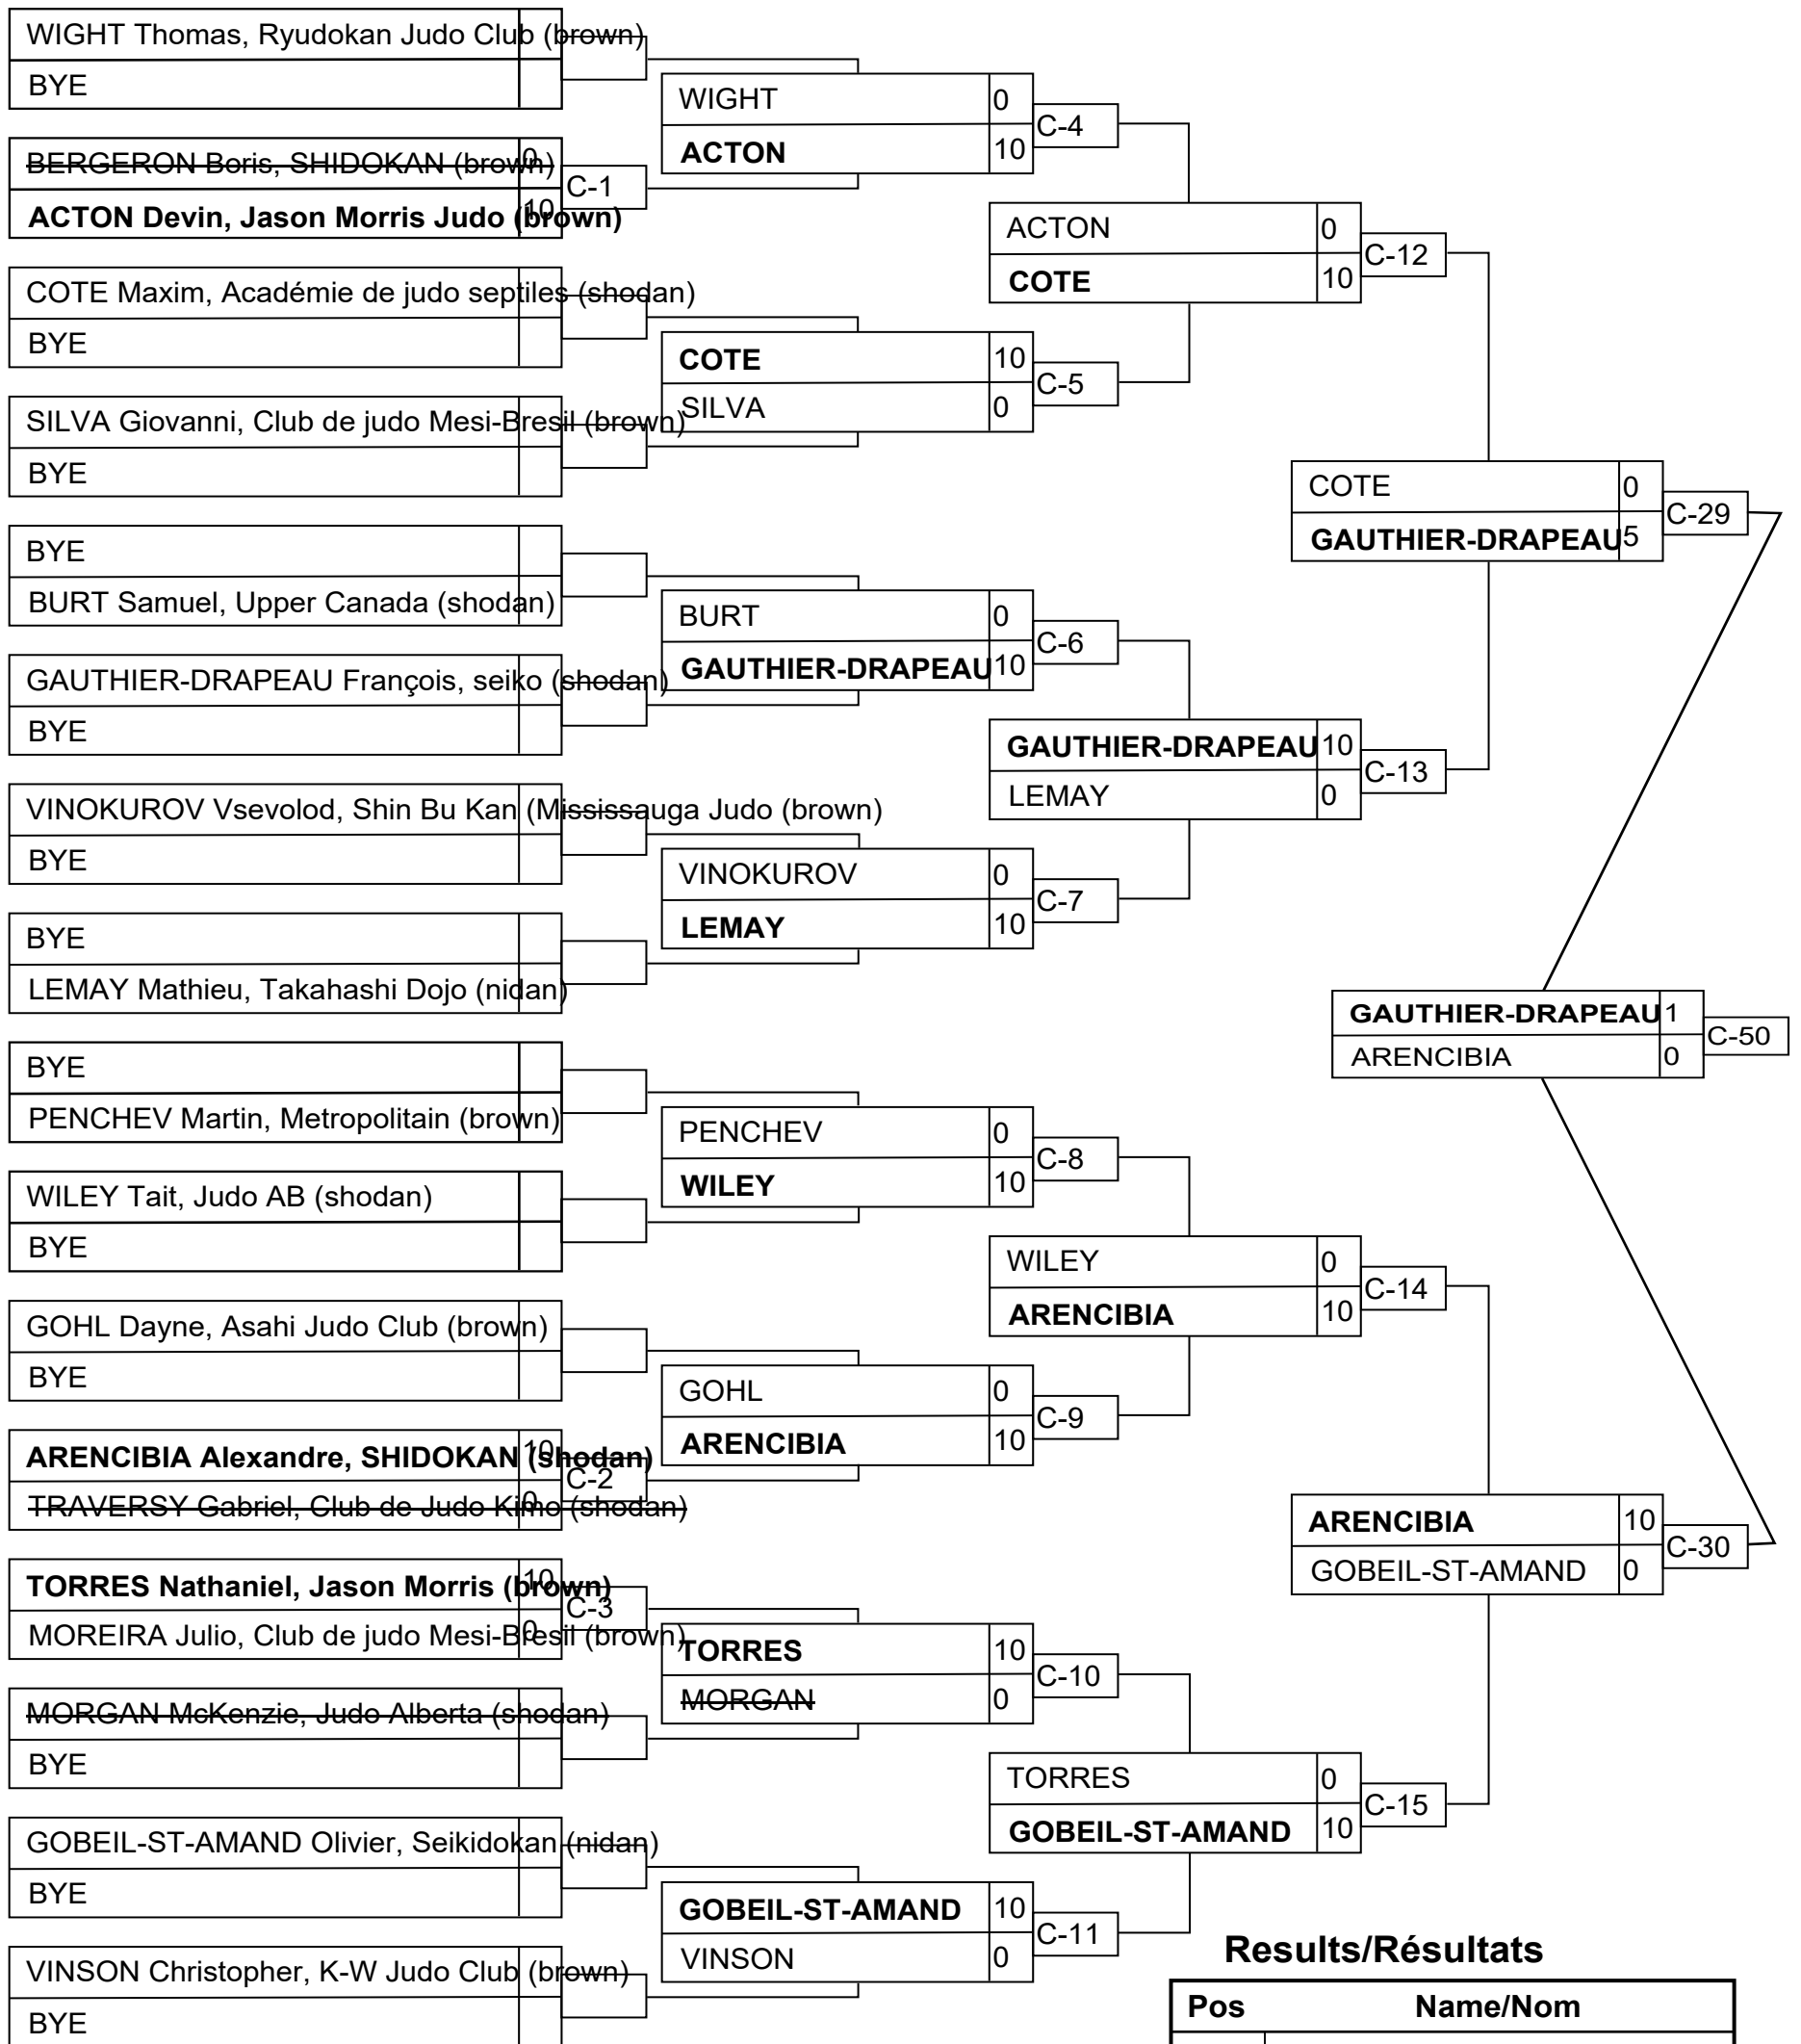 WIGHT Thomas, Ryudokan Judo Club (brown)
BYE
BERGERON Boris, SHIDOKAN (brown) 0
ACTON Devin, Jason Morris Judo (brown) 10
C-1
COTE Maxim, Académie de judo septiles (shodan)
BYE
SILVA Giovanni, Club de judo Mesi-Bresil (brown)
BYE
BYE
BURT Samuel, Upper Canada (shodan)
GAUTHIER-DRAPEAU François, seiko (shodan)
BYE
VINOKUROV Vsevolod, Shin Bu Kan (Mississauga Judo (brown)
BYE
BYE
LEMAY Mathieu, Takahashi Dojo (nidan)
BYE
PENCHEV Martin, Metropolitain (brown)
WILEY Tait, Judo AB (shodan)
BYE
GOHL Dayne, Asahi Judo Club (brown)
BYE
ARENCIBIA Alexandre, SHIDOKAN (shodan) 10
TRAVERSY Gabriel, Club de Judo Kimo (shodan) 0
C-2
TORRES Nathaniel, Jason Morris (brown) 10
MOREIRA Julio, Club de judo Mesi-Bresil (brown) 0
C-3
MORGAN McKenzie, Judo Alberta (shodan)
BYE
GOBEIL-ST-AMAND Olivier, Seikidokan (nidan)
BYE
VINSON Christopher, K-W Judo Club (brown)
BYE
WIGHT 0
ACTON 10
C-4
COTE 10
SILVA 0
C-5
BURT 0
GAUTHIER-DRAPEAU 10
C-6
VINOKUROV 0
LEMAY 10
C-7
PENCHEV 0
WILEY 10
C-8
GOHL 0
ARENCIBIA 10
C-9
TORRES 10
MORGAN 0
C-10
GOBEIL-ST-AMAND 10
VINSON 0
C-11
ACTON 0
COTE 10
C-12
GAUTHIER-DRAPEAU 10
LEMAY 0
C-13
WILEY 0
ARENCIBIA 10
C-14
TORRES 0
GOBEIL-ST-AMAND 10
C-15
COTE 0
GAUTHIER-DRAPEAU 5
C-29
ARENCIBIA 10
GOBEIL-ST-AMAND 0
C-30
GAUTHIER-DRAPEAU 1
ARENCIBIA 0
C-50
Results/Résultats
Pos Name/Nom